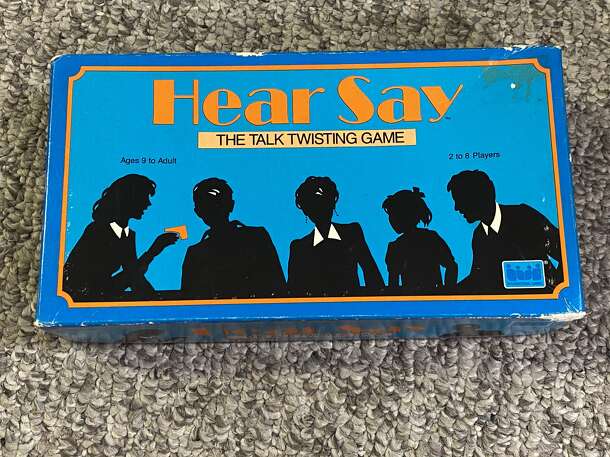 Hear Say
THE TALK TWISTING GAME
Ages 9 to Adult
2 to 8 Players